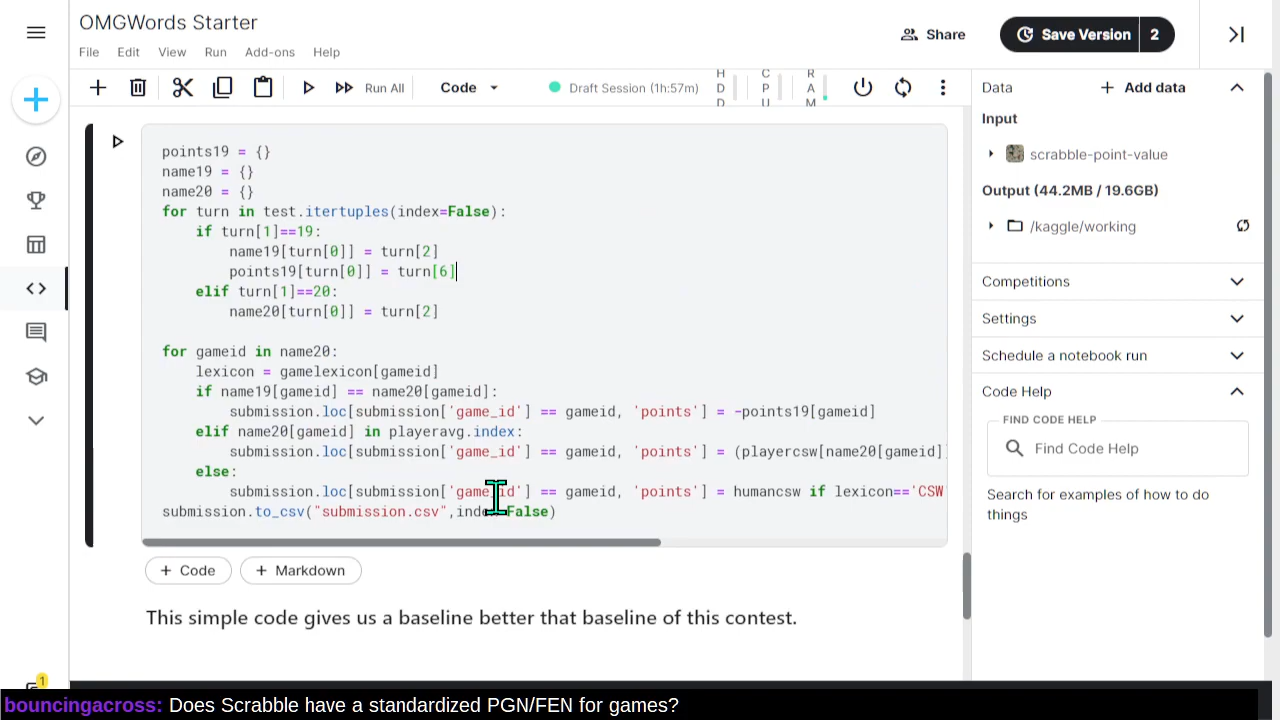 OMGWords Starter
File Edit View Run Add-ons Help
Share
Save Version 2
Run All
Code
Draft Session (1h:57m)
HDD
CPU
RAM
points19 = {}
name19 = {}
name20 = {}
for turn in test.itertuples(index=False):
if turn[1]==19:
name19[turn[0]] = turn[2]
points19[turn[0]] = turn[6]
elif turn[1]==20:
name20[turn[0]] = turn[2]
for gameid in name20:
lexicon = gamelexicon[gameid]
if name19[gameid] == name20[gameid]:
submission.loc[submission['game_id'] == gameid, 'points'] = -points19[gameid]
elif name20[gameid] in playeravg.index:
submission.loc[submission['game_id'] == gameid, 'points'] = (playercsw[name20[gameid]]
else:
submission.loc[submission['game_id'] == gameid, 'points'] = humancsw if lexicon=='CSW
submission.to_csv("submission.csv",index=False)
+ Code
+ Markdown
This simple code gives us a baseline better that baseline of this contest.
Data
+ Add data
Input
scrabble-point-value
Output (44.2MB / 19.6GB)
/kaggle/working
Competitions
Settings
Schedule a notebook run
Code Help
FIND CODE HELP
Find Code Help
Search for examples of how to do
things
1
bouncingacross: Does Scrabble have a standardized PGN/FEN for games?